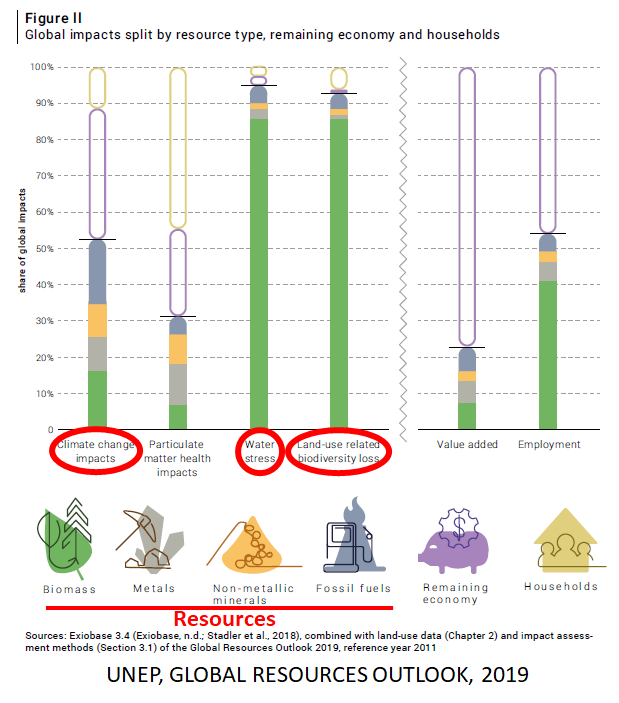 Figure II
Global impacts split by resource type, remaining economy and households
share of global impacts
100%
90%
80%
70%
60%
50%
40%
30%
20%
10%
0
Climate change
impacts
Particulate
matter health
impacts
Water
stress
Land-use related
biodiversity loss
Value added
Employment
Biomass
Metals
Non-metallic
minerals
Fossil fuels
Remaining
economy
Households
Resources
Sources: Exiobase 3.4 (Exiobase, n.d.; Stadler et al., 2018), combined with land-use data (Chapter 2) and impact assess-
ment methods (Section 3.1) of the Global Resources Outlook 2019, reference year 2011
UNEP, GLOBAL RESOURCES OUTLOOK, 2019